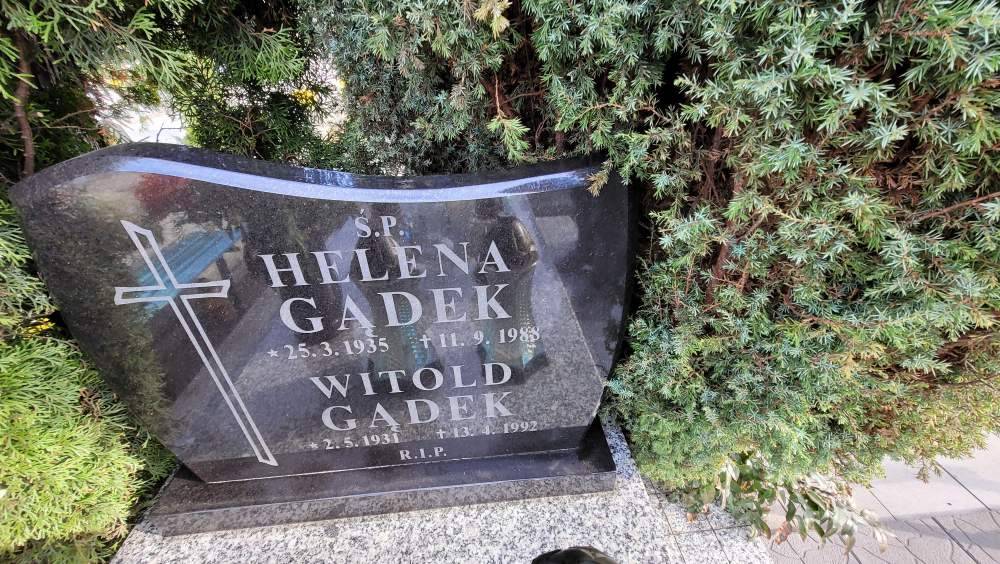 Ś.P.
HELENA
GĄDEK
* 25. 3. 1935 † 11. 9. 1988
WITOLD
GĄDEK
* 2. 5. 1931 † 13. 4. 1992
R.I.P.